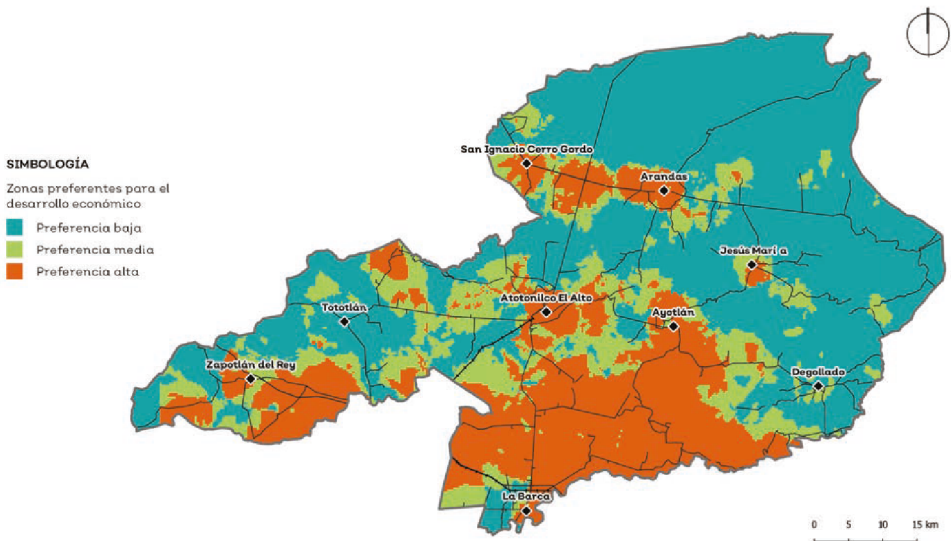 SIMBOLOGÍA
Zonas preferentes para el
desarrollo económico
Preferencia baja
Preferencia media
Preferencia alta
San Ignacio Cerro Gordo
Arandas
Jesús Marí a
Atotonilco El Alto
Ayotlán
Tototlán
Zapotlán del Rey
Degollado
La Barca
0 5 10 15 km